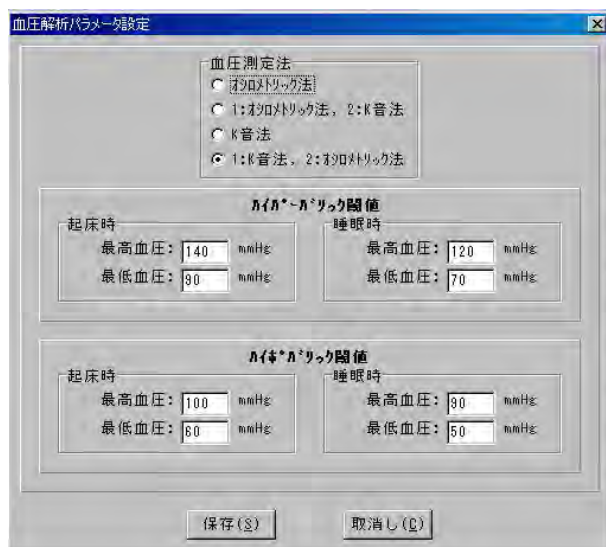 血圧解析パラメータ設定
血圧測定法
オシロメトリック法
1:オシロメトリック法, 2:K音法
K音法
1:K音法, 2:オシロメトリック法
ハイパーバリック閾値
起床時
最高血圧: 140 mmHg
最低血圧: 90 mmHg
睡眠時
最高血圧: 120 mmHg
最低血圧: 70 mmHg
ハイポバリック閾値
起床時
最高血圧: 100 mmHg
最低血圧: 60 mmHg
睡眠時
最高血圧: 90 mmHg
最低血圧: 50 mmHg
保存(S)
取消し(C)